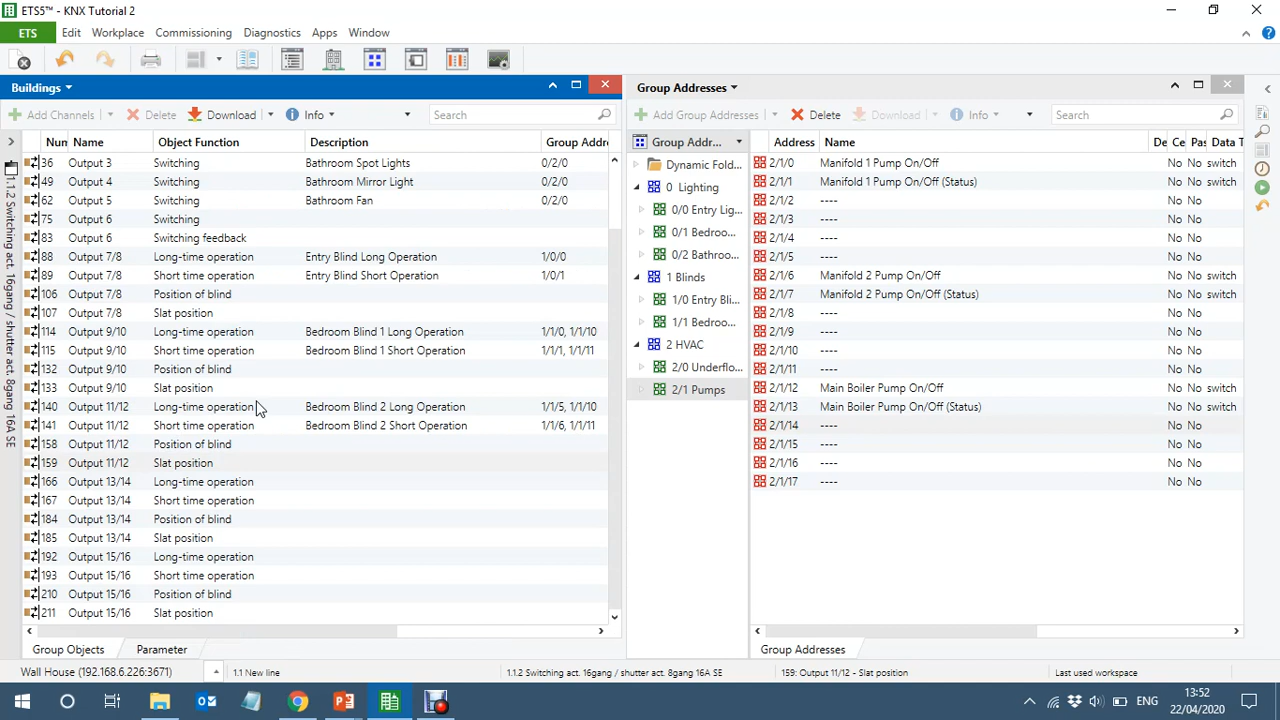 ETS5™ - KNX Tutorial 2
ETS Edit Workplace Commissioning Diagnostics Apps Window
Buildings
Add Channels Delete Download Info Search
Num Name Object Function Description Group Addre
36 Output 3 Switching Bathroom Spot Lights 0/2/0
49 Output 4 Switching Bathroom Mirror Light 0/2/0
62 Output 5 Switching Bathroom Fan 0/2/0
75 Output 6 Switching
83 Output 6 Switching feedback
88 Output 7/8 Long-time operation Entry Blind Long Operation 1/0/0
89 Output 7/8 Short time operation Entry Blind Short Operation 1/0/1
106 Output 7/8 Position of blind
107 Output 7/8 Slat position
114 Output 9/10 Long-time operation Bedroom Blind 1 Long Operation 1/1/0, 1/1/10
115 Output 9/10 Short time operation Bedroom Blind 1 Short Operation 1/1/1, 1/1/11
132 Output 9/10 Position of blind
133 Output 9/10 Slat position
140 Output 11/12 Long-time operation Bedroom Blind 2 Long Operation 1/1/5, 1/1/10
141 Output 11/12 Short time operation Bedroom Blind 2 Short Operation 1/1/6, 1/1/11
158 Output 11/12 Position of blind
159 Output 11/12 Slat position
166 Output 13/14 Long-time operation
167 Output 13/14 Short time operation
184 Output 13/14 Position of blind
185 Output 13/14 Slat position
192 Output 15/16 Long-time operation
193 Output 15/16 Short time operation
210 Output 15/16 Position of blind
211 Output 15/16 Slat position
Group Objects Parameter
1.1.2 Switching act. 16gang / shutter act. 8gang 16A SE
Group Addresses
Add Group Addresses Delete Download Info Search
Group Addr...
Dynamic Fold...
0 Lighting
0/0 Entry Lig...
0/1 Bedroo...
0/2 Bathroo...
1 Blinds
1/0 Entry Bli...
1/1 Bedroo...
2 HVAC
2/0 Underflo...
2/1 Pumps
Address Name De Ce Pas Data T
2/1/0 Manifold 1 Pump On/Off No No switch
2/1/1 Manifold 1 Pump On/Off (Status) No No switch
2/1/2 ---- No No
2/1/3 ---- No No
2/1/4 ---- No No
2/1/5 ---- No No
2/1/6 Manifold 2 Pump On/Off No No switch
2/1/7 Manifold 2 Pump On/Off (Status) No No switch
2/1/8 ---- No No
2/1/9 ---- No No
2/1/10 ---- No No
2/1/11 ---- No No
2/1/12 Main Boiler Pump On/Off No No switch
2/1/13 Main Boiler Pump On/Off (Status) No No switch
2/1/14 ---- No No
2/1/15 ---- No No
2/1/16 ---- No No
2/1/17 ---- No No
Group Addresses
Wall House (192.168.6.226:3671) 1.1 New line 1.1.2 Switching act. 16gang / shutter act. 8gang 16A SE 159: Output 11/12 - Slat position Last used workspace
ENG 13:52
22/04/2020